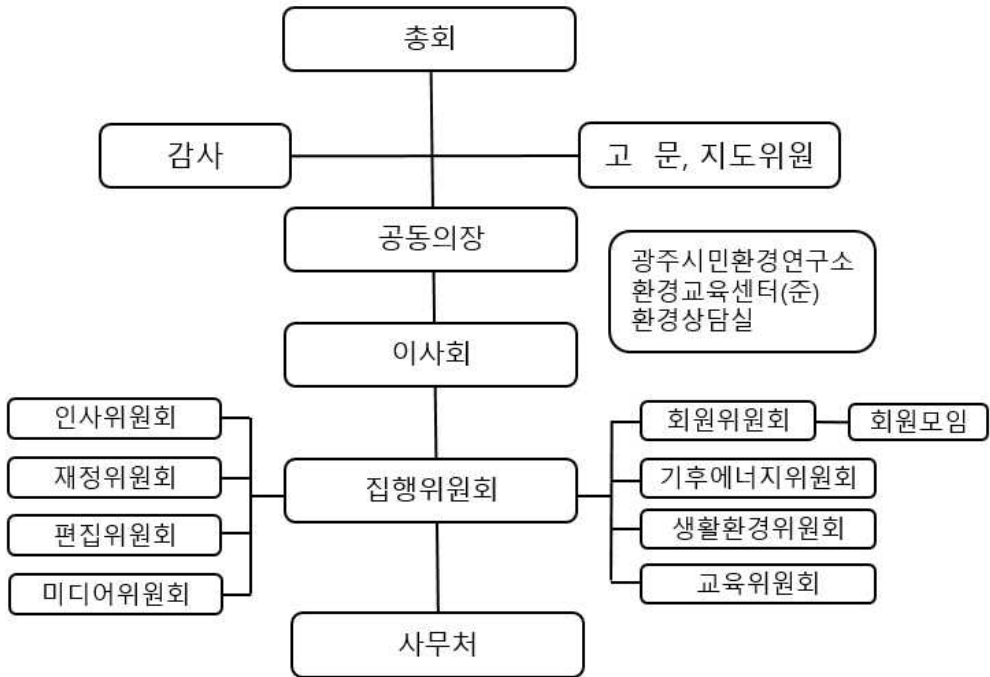 총회
감사
고 문, 지도위원
공동의장
광주시민환경연구소
환경교육센터(준)
환경상담실
이사회
인사위원회
재정위원회
편집위원회
미디어위원회
집행위원회
회원위원회
회원모임
기후에너지위원회
생활환경위원회
교육위원회
사무처